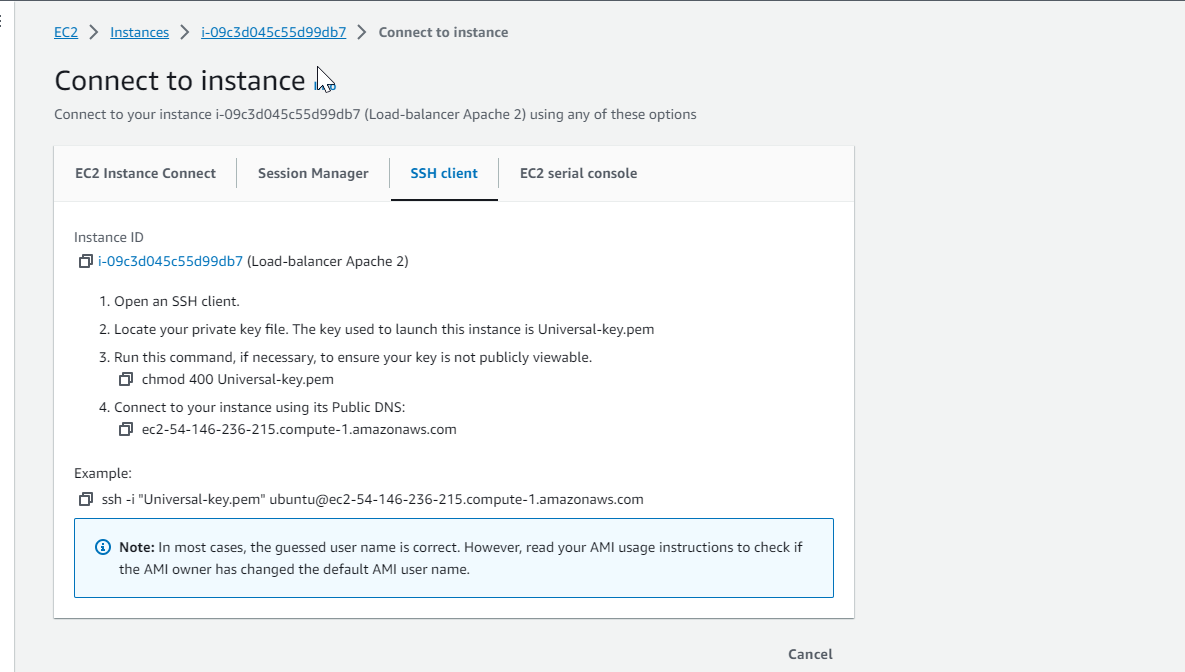 EC2 Instances i-09c3d045c55d99db7 Connect to instance
Connect to instance
Connect to your instance i-09c3d045c55d99db7 (Load-balancer Apache 2) using any of these options
EC2 Instance Connect Session Manager SSH client EC2 serial console
Instance ID
i-09c3d045c55d99db7 (Load-balancer Apache 2)
1. Open an SSH client.
2. Locate your private key file. The key used to launch this instance is Universal-key.pem
3. Run this command, if necessary, to ensure your key is not publicly viewable.
chmod 400 Universal-key.pem
4. Connect to your instance using its Public DNS:
ec2-54-146-236-215.compute-1.amazonaws.com
Example:
ssh -i "Universal-key.pem" ubuntu@ec2-54-146-236-215.compute-1.amazonaws.com
Note: In most cases, the guessed user name is correct. However, read your AMI usage instructions to check if
the AMI owner has changed the default AMI user name.
Cancel